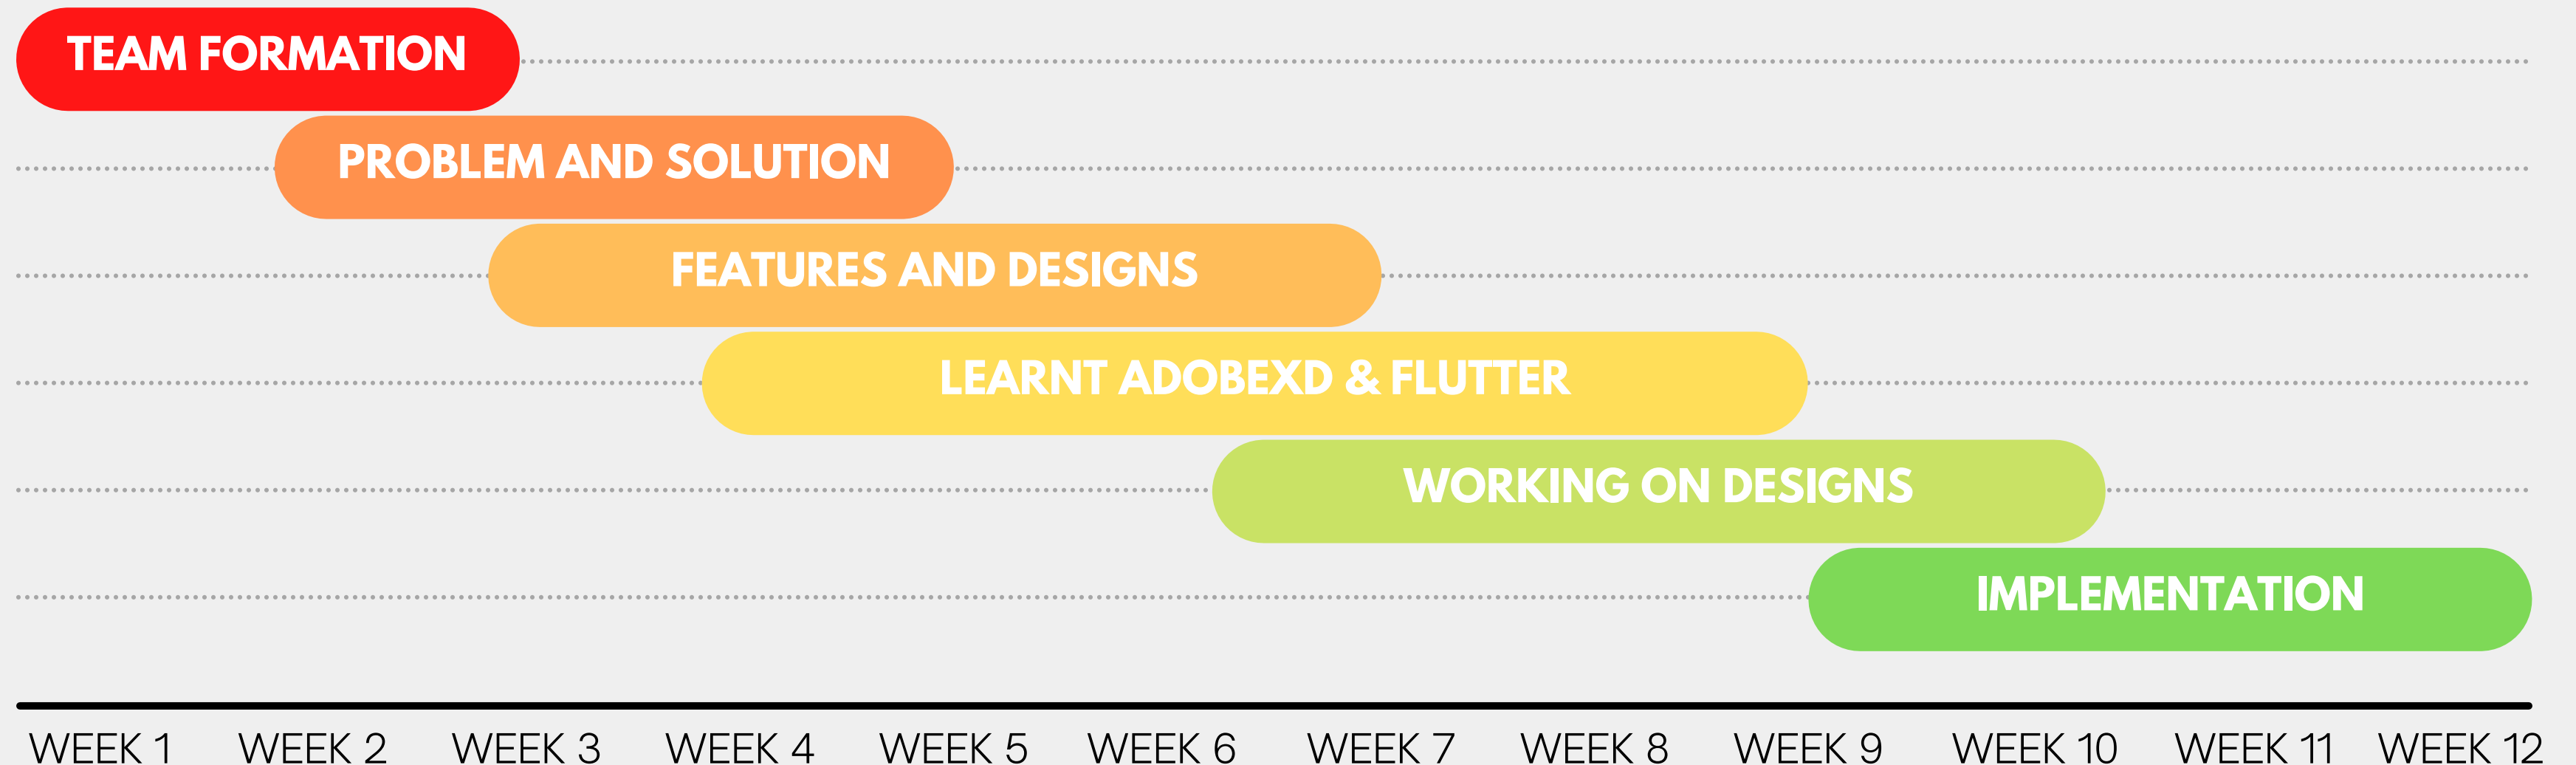 TEAM FORMATION
PROBLEM AND SOLUTION
FEATURES AND DESIGNS
LEARNT ADOBEXD & FLUTTER
WORKING ON DESIGNS
IMPLEMENTATION
WEEK 1 WEEK 2 WEEK 3 WEEK 4 WEEK 5 WEEK 6 WEEK 7 WEEK 8 WEEK 9 WEEK 10 WEEK 11 WEEK 12